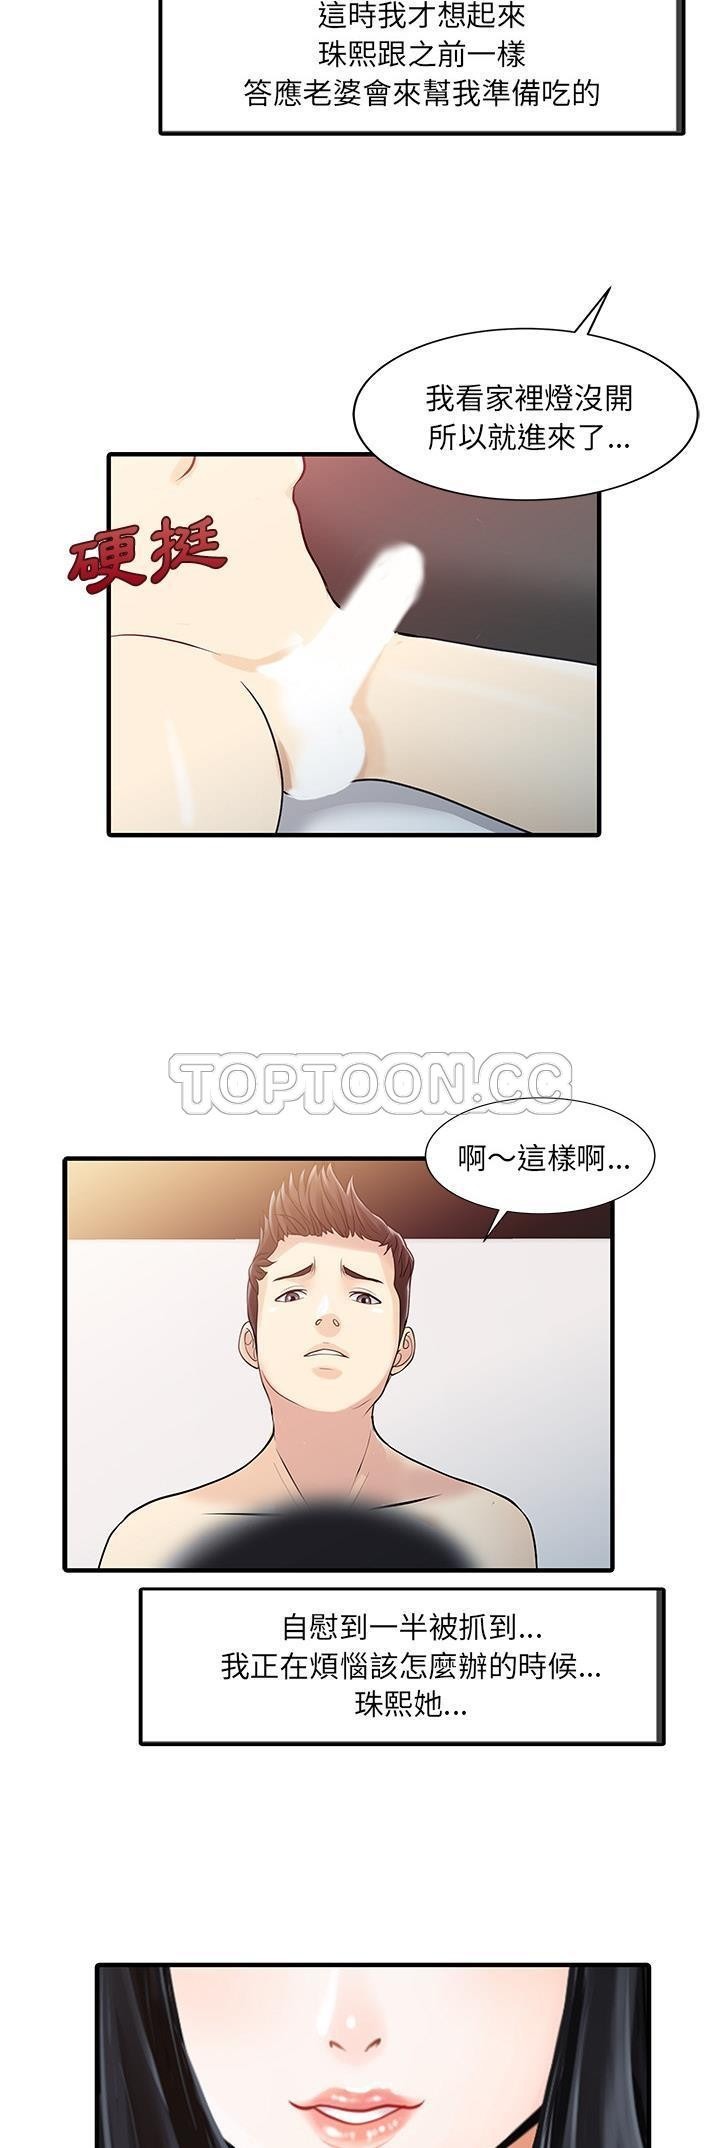 這時我才想起來
珠熙跟之前一樣
答應老婆會來幫我準備吃的
我看家裡燈沒開
所以就進來了...
硬挺
TOPTOON.CC
啊～這樣啊...
自慰到一半被抓到...
我正在煩惱該怎麼辦的時候...
珠熙她...